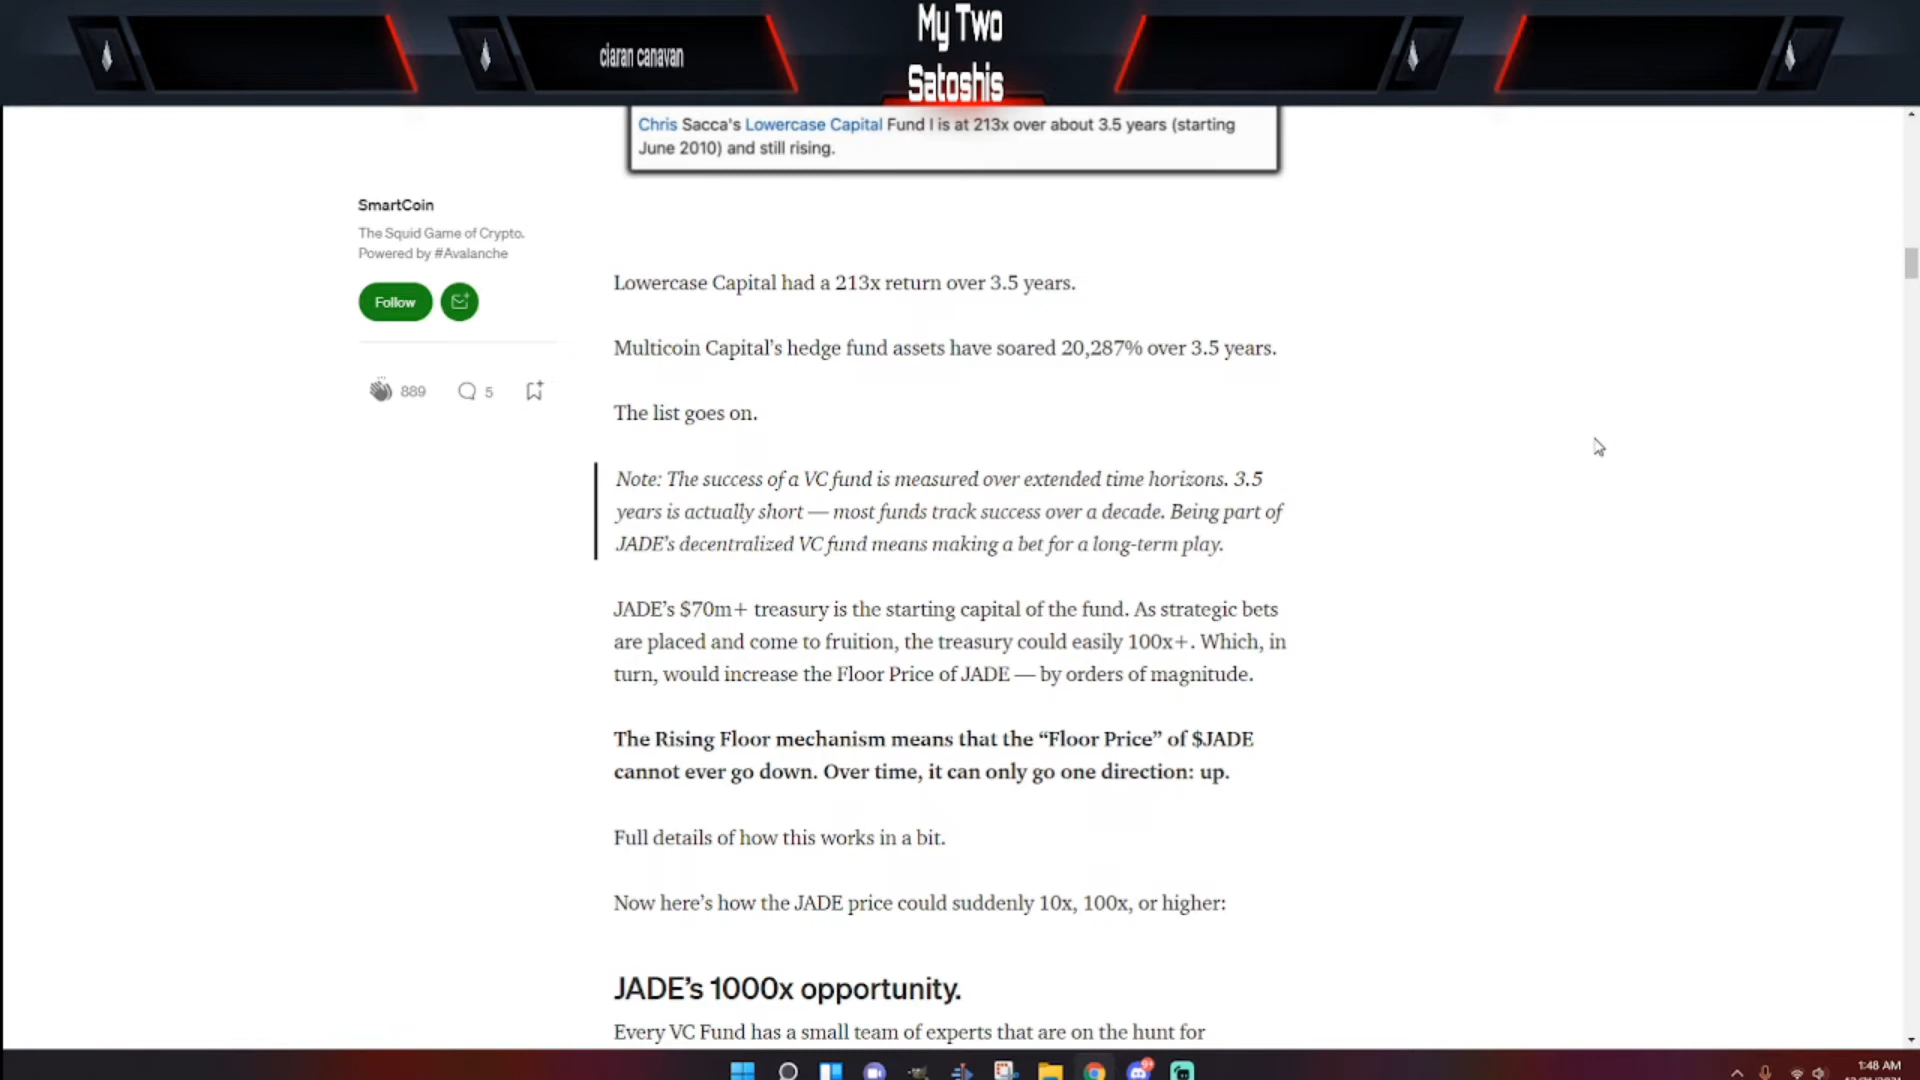 My Two
ciaran canavan
Satoshis
Chris Sacca's Lowercase Capital Fund I is at 213x over about 3.5 years (starting
June 2010) and still rising.
SmartCoin
The Squid Game of Crypto.
Powered by #Avalanche
Follow
889
5
Lowercase Capital had a 213x return over 3.5 years.
Multicoin Capital’s hedge fund assets have soared 20,287% over 3.5 years.
The list goes on.
Note: The success of a VC fund is measured over extended time horizons. 3.5
years is actually short — most funds track success over a decade. Being part of
JADE’s decentralized VC fund means making a bet for a long-term play.
JADE’s $70m+ treasury is the starting capital of the fund. As strategic bets
are placed and come to fruition, the treasury could easily 100x+. Which, in
turn, would increase the Floor Price of JADE — by orders of magnitude.
The Rising Floor mechanism means that the “Floor Price” of $JADE
cannot ever go down. Over time, it can only go one direction: up.
Full details of how this works in a bit.
Now here’s how the JADE price could suddenly 10x, 100x, or higher:
JADE’s 1000x opportunity.
Every VC Fund has a small team of experts that are on the hunt for
1:48 AM